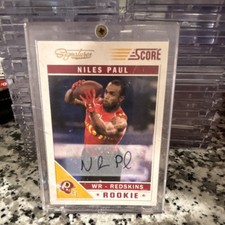 Signatures SCORE
NILES PAUL
WR - REDSKINS
★ ROOKIE ★